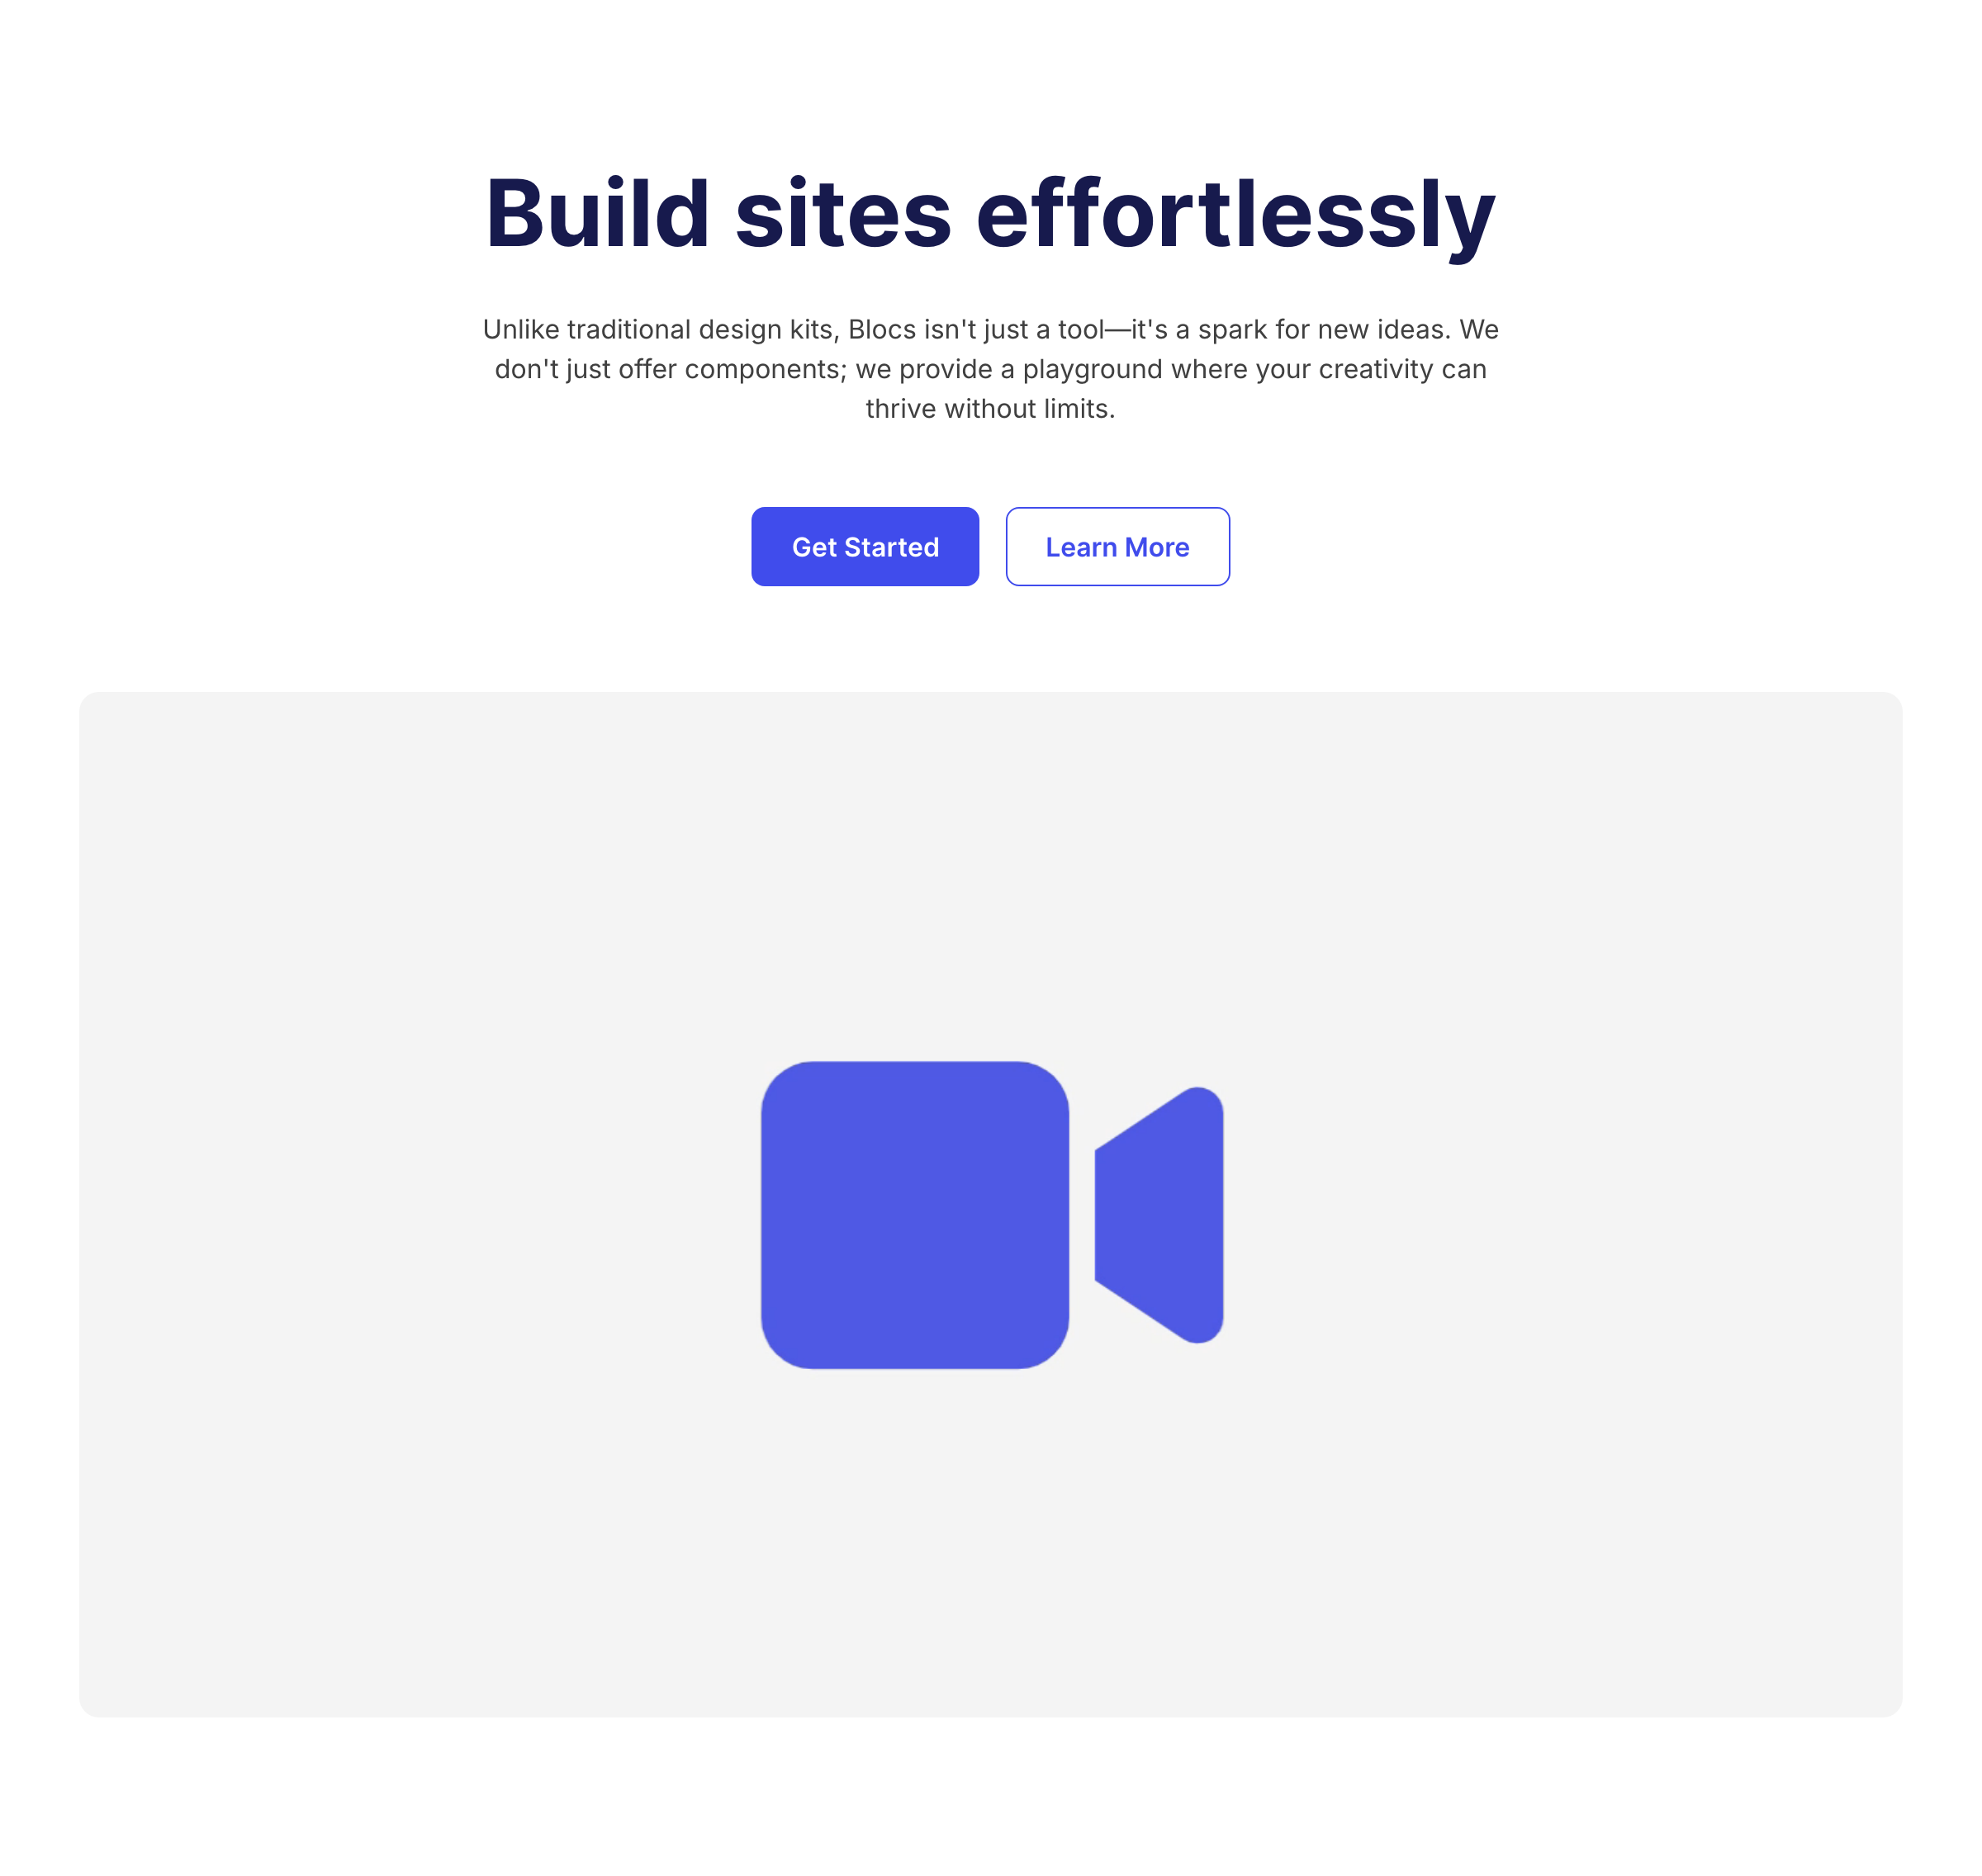 Build sites effortlessly
Unlike traditional design kits, Blocs isn't just a tool—it's a spark for new ideas. We
don't just offer components; we provide a playground where your creativity can
thrive without limits.
Get Started
Learn More